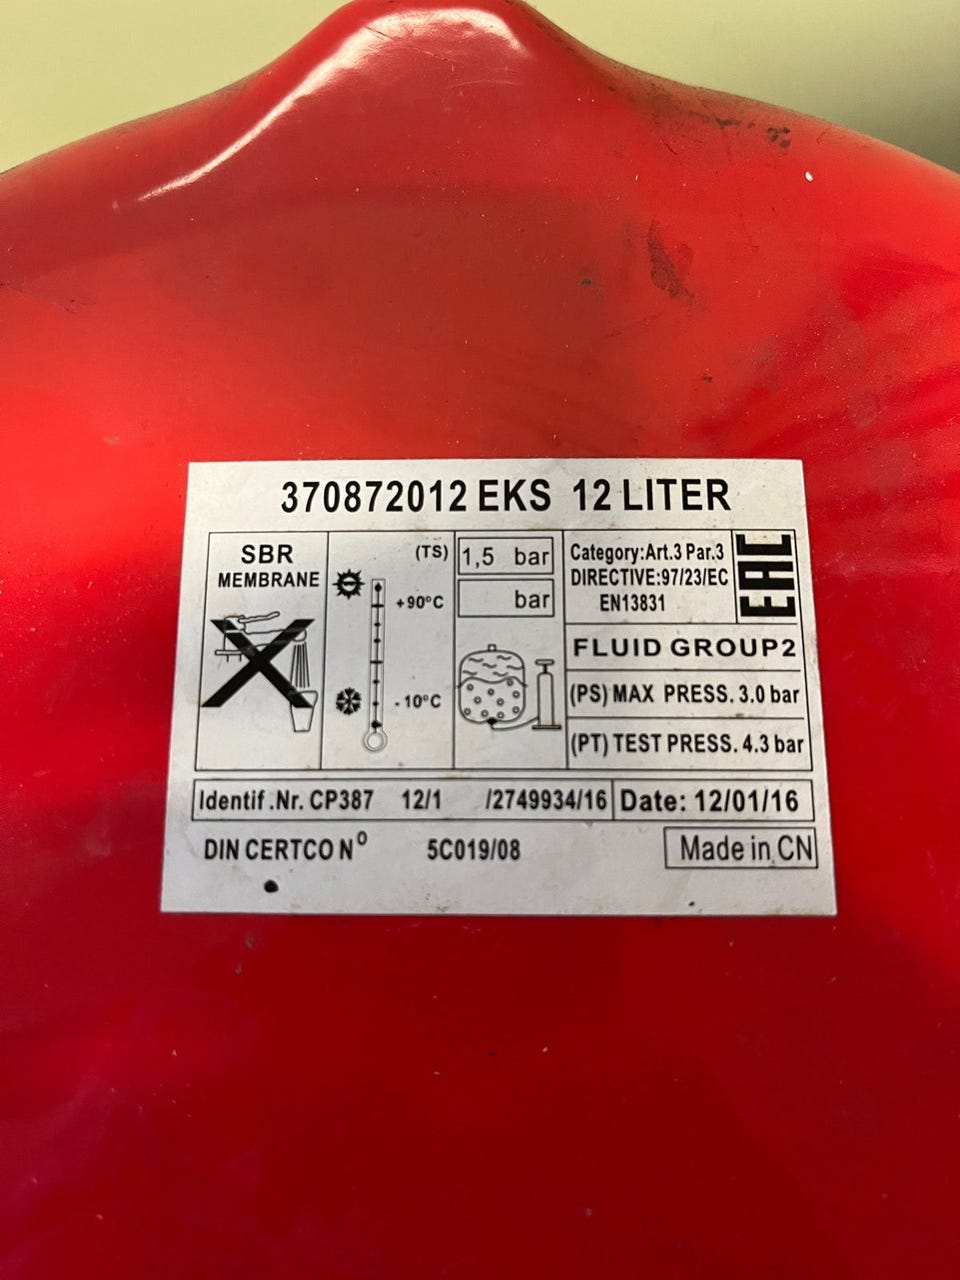 370872012 EKS 12 LITER
SBR
MEMBRANE
(TS)
+90°C
-10°C
1,5 bar
bar
Category:Art.3 Par.3
DIRECTIVE:97/23/EC
EN13831
EAC
FLUID GROUP2
(PS) MAX PRESS. 3.0 bar
(PT) TEST PRESS. 4.3 bar
Identif.Nr. CP387 12/1 /2749934/16 Date: 12/01/16
DIN CERTCO N° 5C019/08 Made in CN